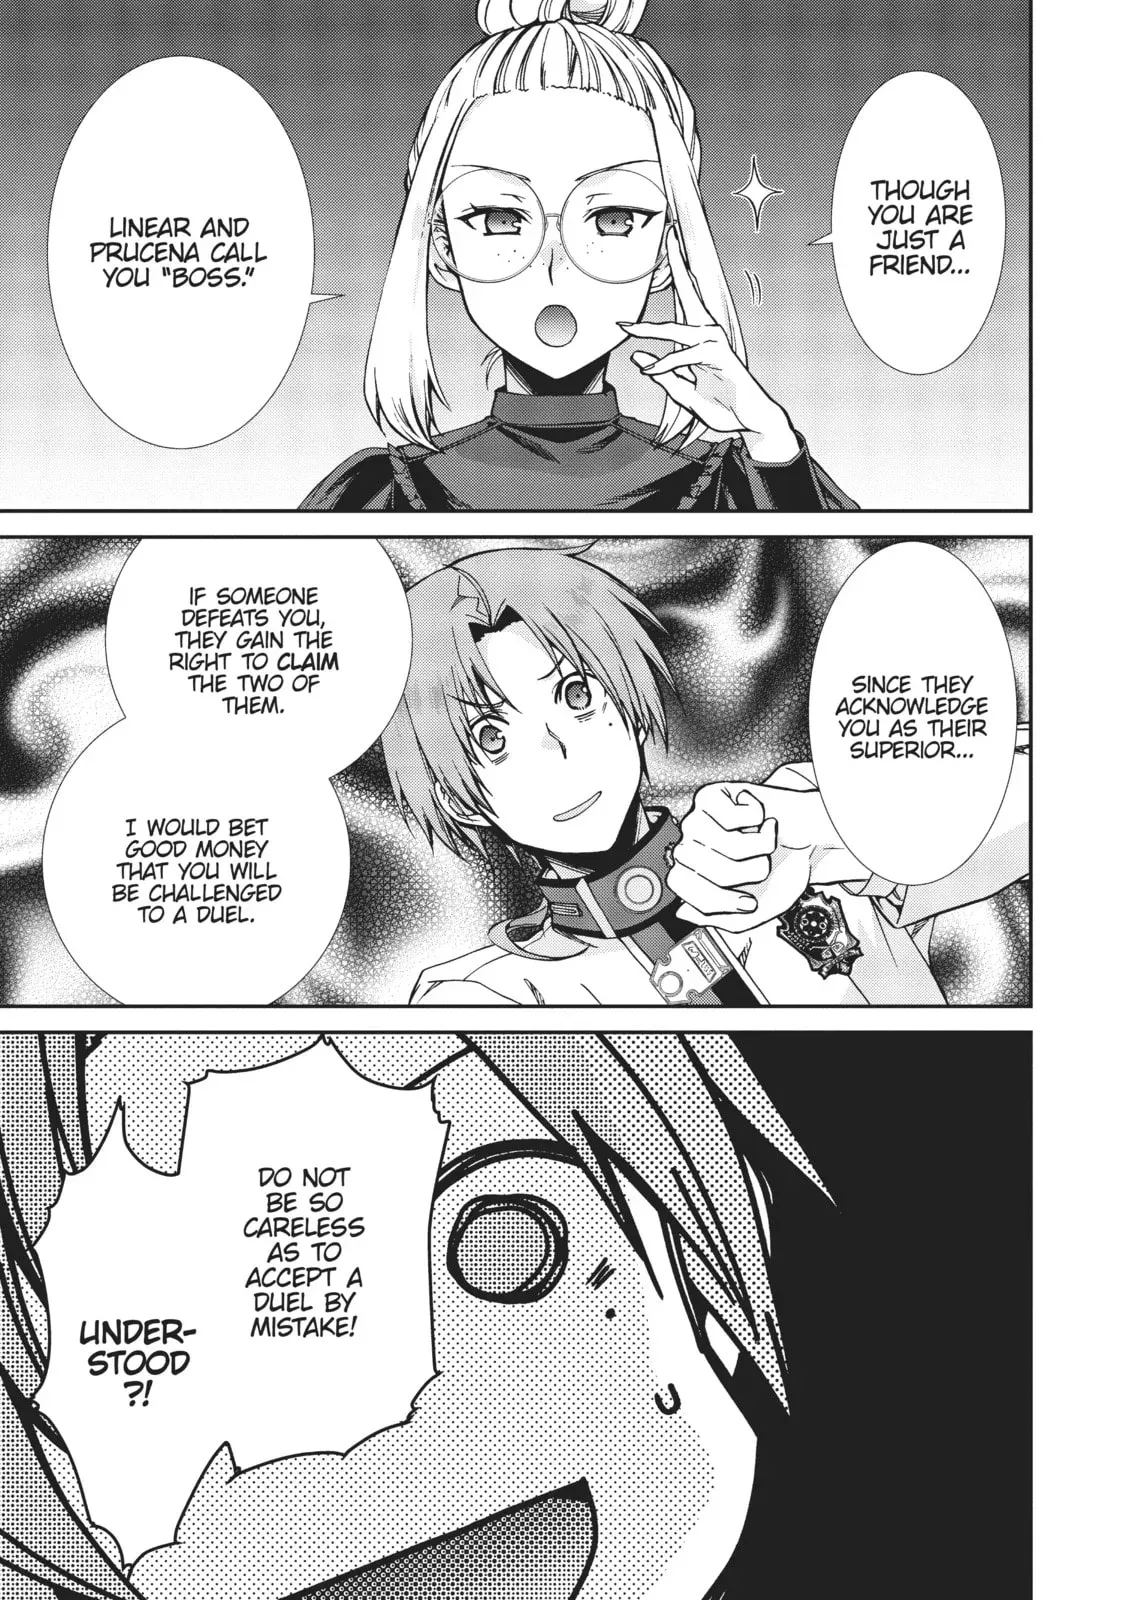 THOUGH
YOU ARE
JUST A
FRIEND...
LINEAR AND
PRUCENA CALL
YOU "BOSS."
SINCE THEY
ACKNOWLEDGE
YOU AS THEIR
SUPERIOR...
IF SOMEONE
DEFEATS YOU,
THEY GAIN THE
RIGHT TO CLAIM
THE TWO OF
THEM.
I WOULD BET
GOOD MONEY
THAT YOU WILL
BE CHALLENGED
TO A DUEL.
DO NOT
BE SO
CARELESS
AS TO
ACCEPT A
DUEL BY
MISTAKE!
UNDER-
STOOD
?!